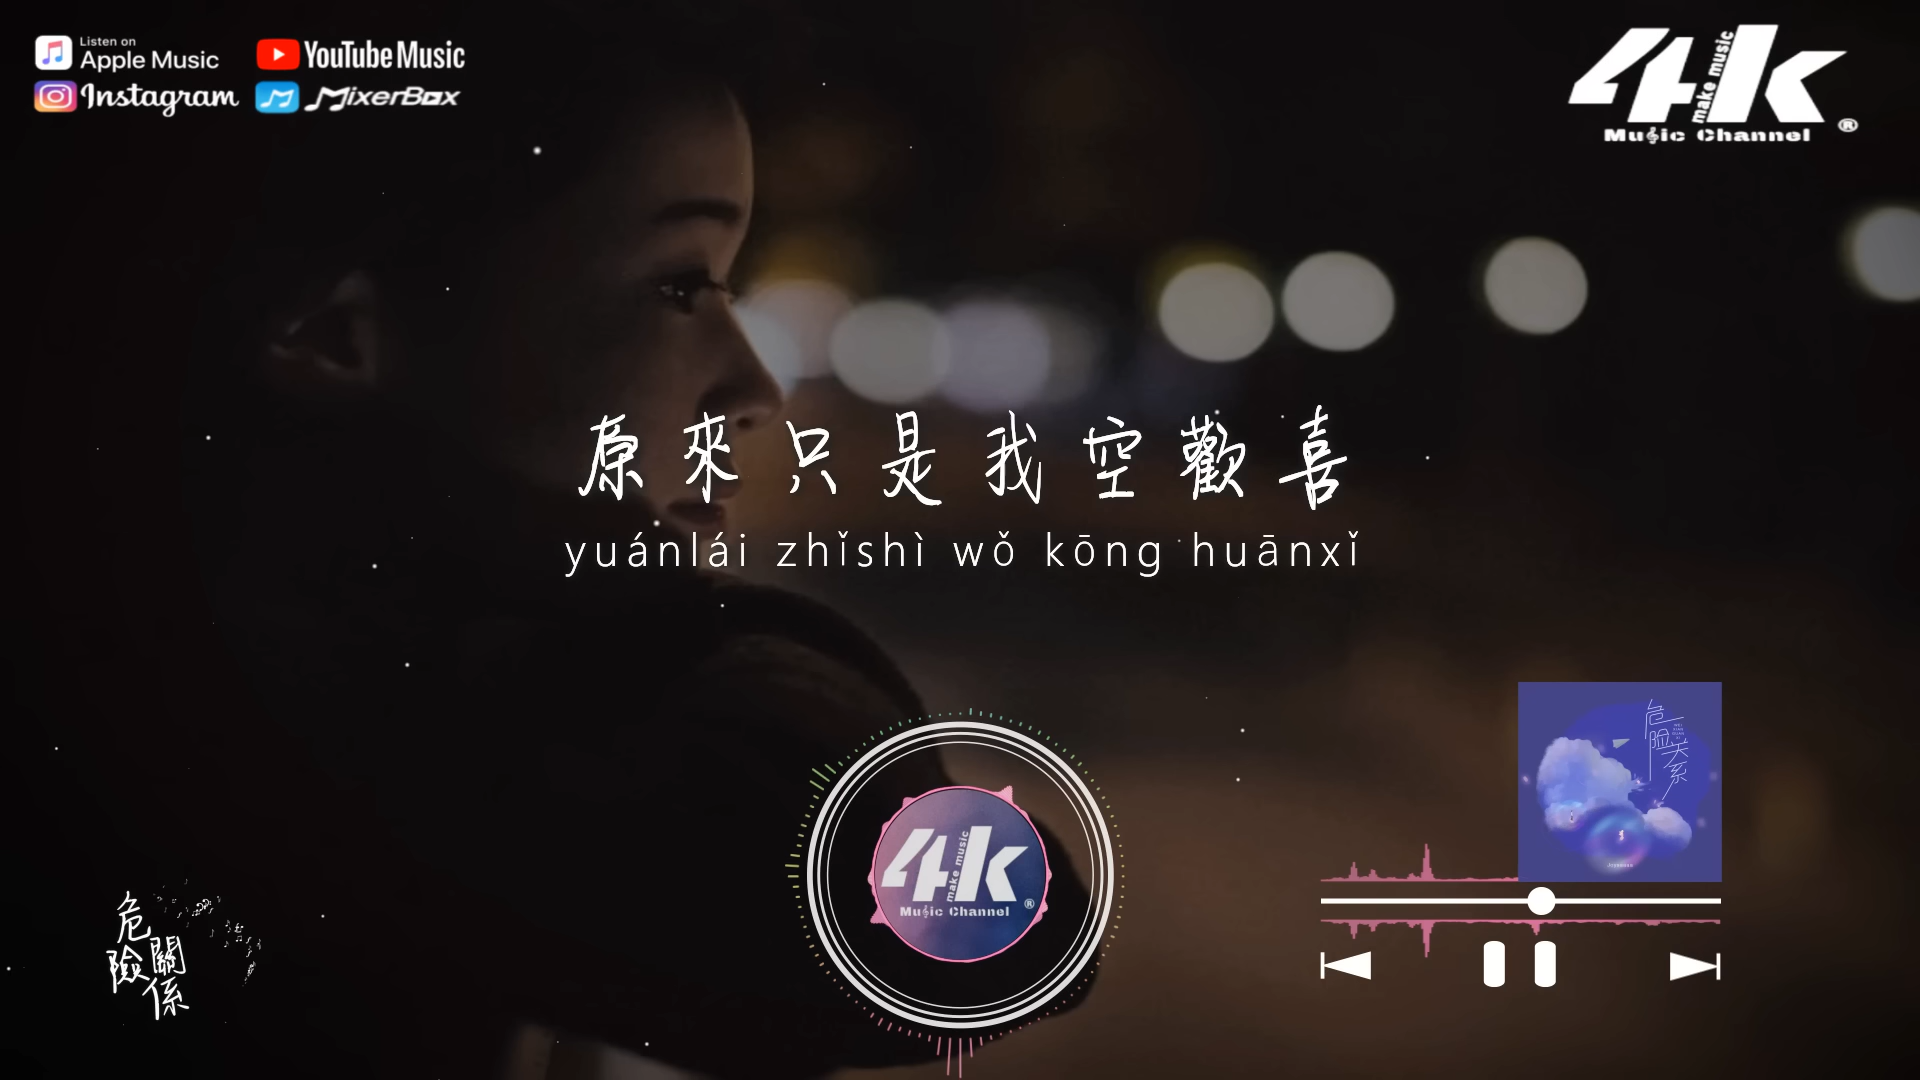 Listen on
Apple Music
YouTube Music
Instagram
MixerBox
4k
make music
Music Channel
®
原來只是我空歡喜
yuánlái zhǐshì wǒ kōng huānxǐ
危险关系
4k
make music
Music Channel
®
危險關係